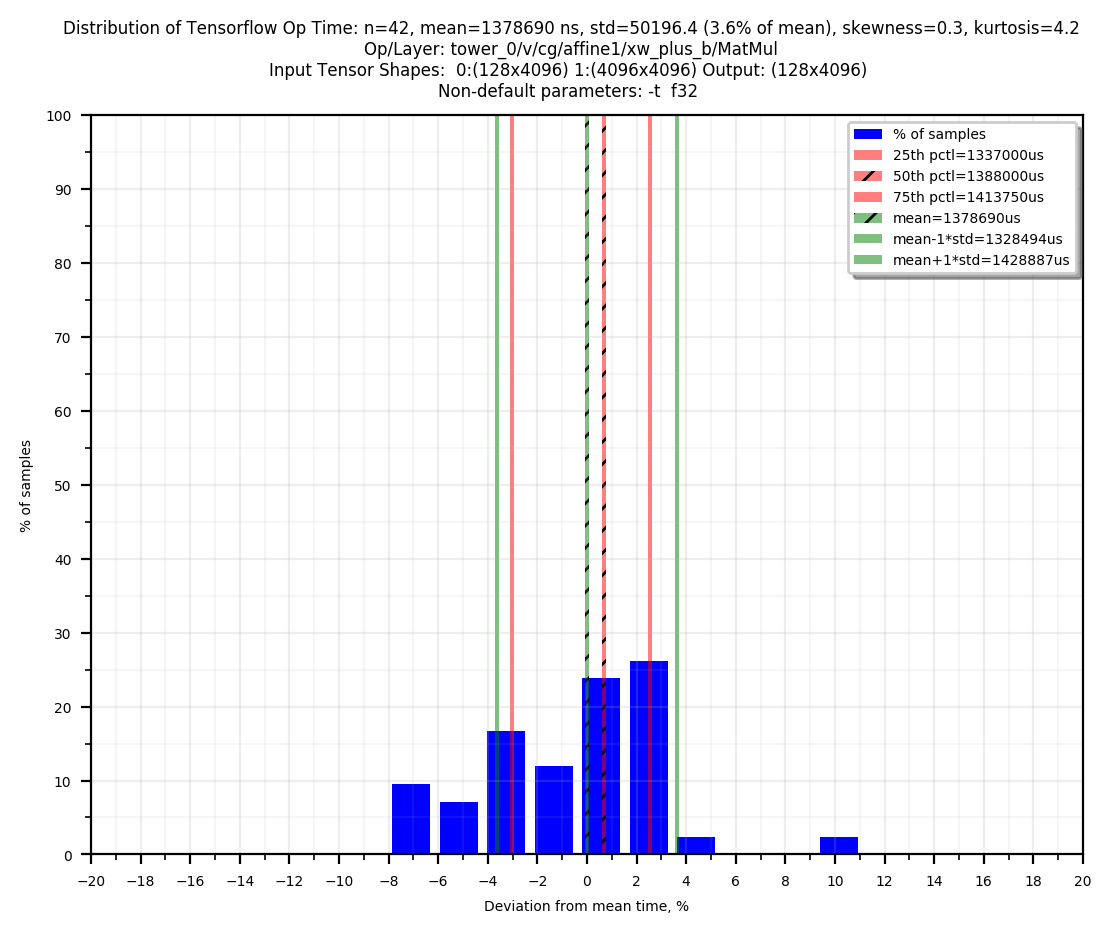 Distribution of Tensorflow Op Time: n=42, mean=1378690 ns, std=50196.4 (3.6% of mean), skewness=0.3, kurtosis=4.2
Op/Layer: tower_0/v/cg/affine1/xw_plus_b/MatMul
Input Tensor Shapes:  0:(128x4096) 1:(4096x4096) Output: (128x4096)
Non-default parameters: -t  f32
% of samples
25th pctl=1337000us
50th pctl=1388000us
75th pctl=1413750us
mean=1378690us
mean-1*std=1328494us
mean+1*std=1428887us
100
90
80
70
60
50
40
30
20
10
0
% of samples
−20 −18 −16 −14 −12 −10 −8 −6 −4 −2 0 2 4 6 8 10 12 14 16 18 20
Deviation from mean time, %